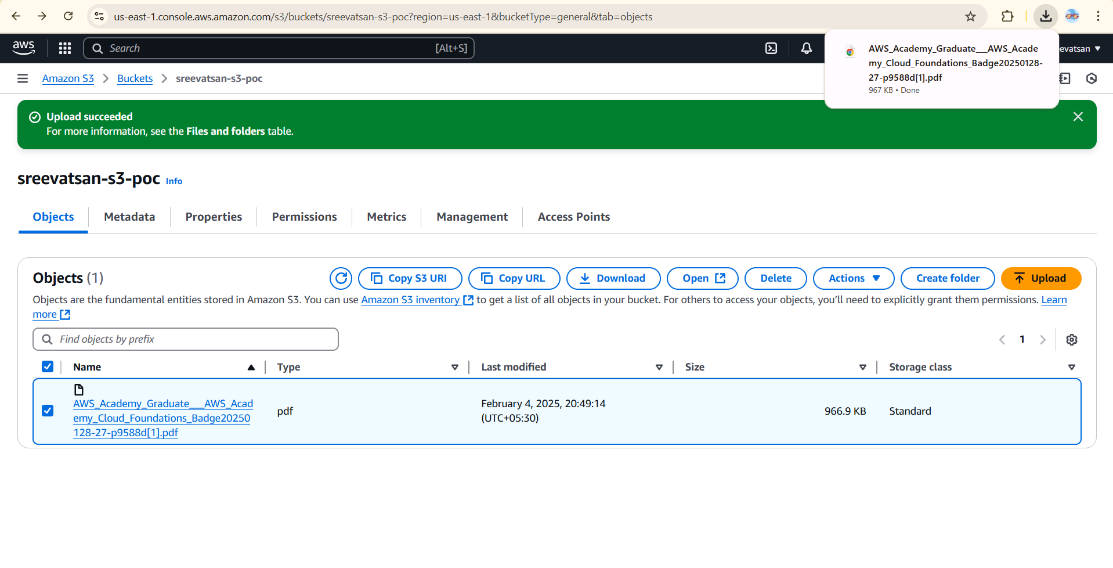 us-east-1.console.aws.amazon.com/s3/buckets/sreevatsan-s3-poc?region=us-east-1&bucketType=general&tab=objects
aws
Search
[Alt+S]
eevatsan
AWS_Academy_Graduate___AWS_Acade
my_Cloud_Foundations_Badge20250128-
27-p9588d[1].pdf
967 KB • Done
Amazon S3
Buckets
sreevatsan-s3-poc
Upload succeeded
For more information, see the Files and folders table.
sreevatsan-s3-poc Info
Objects
Metadata
Properties
Permissions
Metrics
Management
Access Points
Objects (1)
Copy S3 URI
Copy URL
Download
Open
Delete
Actions
Create folder
Upload
Objects are the fundamental entities stored in Amazon S3. You can use Amazon S3 inventory to get a list of all objects in your bucket. For others to access your objects, you'll need to explicitly grant them permissions. Learn
more
Find objects by prefix
1
Name
Type
Last modified
Size
Storage class
AWS_Academy_Graduate___AWS_Acad
emy_Cloud_Foundations_Badge20250
128-27-p9588d[1].pdf
pdf
February 4, 2025, 20:49:14
(UTC+05:30)
966.9 KB
Standard